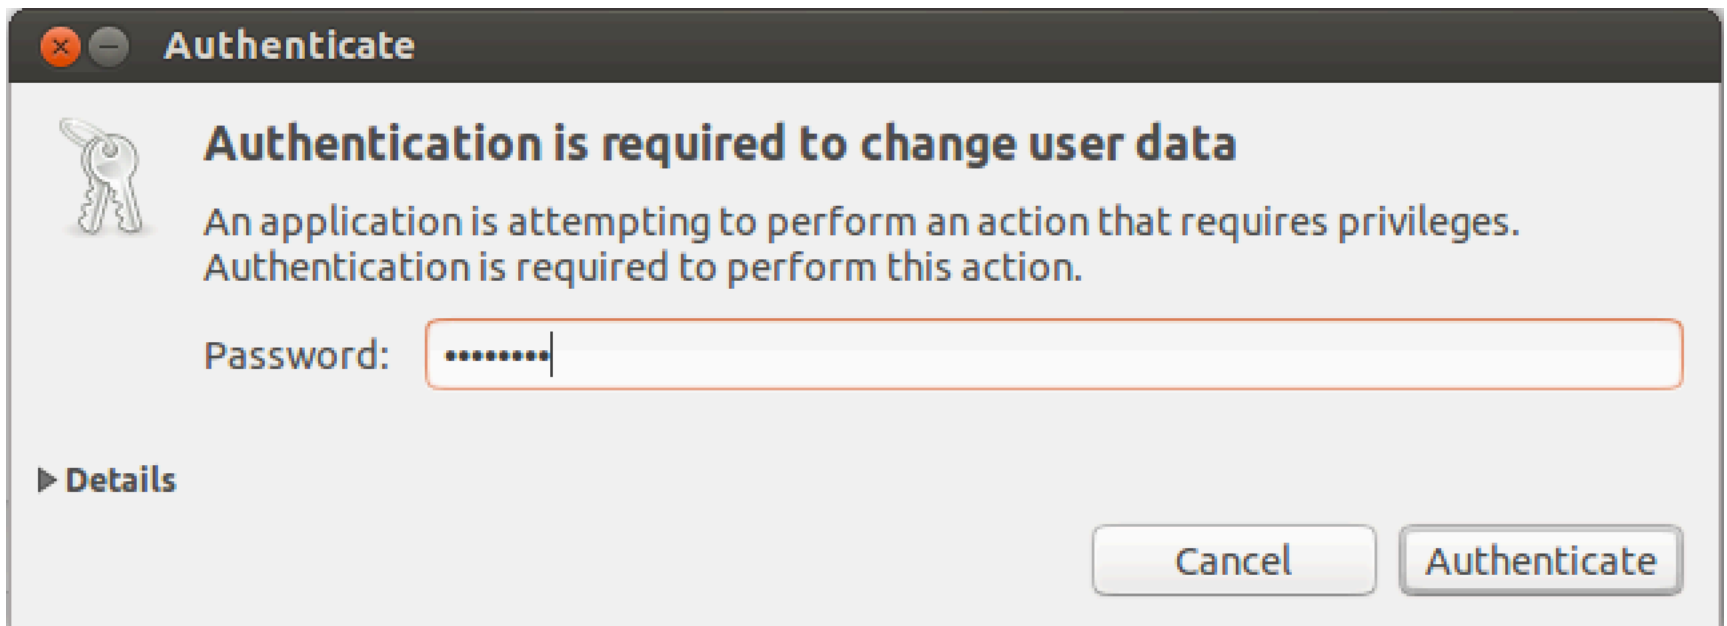 Authenticate
Authentication is required to change user data
An application is attempting to perform an action that requires privileges.
Authentication is required to perform this action.
Password: ••••••••
Details
Cancel Authenticate